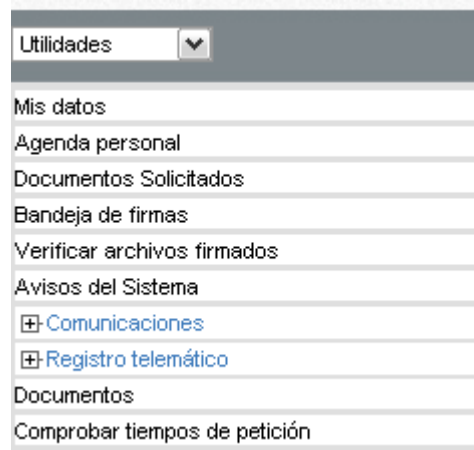 Utilidades
Mis datos
Agenda personal
Documentos Solicitados
Bandeja de firmas
Verificar archivos firmados
Avisos del Sistema
Comunicaciones
Registro telemático
Documentos
Comprobar tiempos de petición